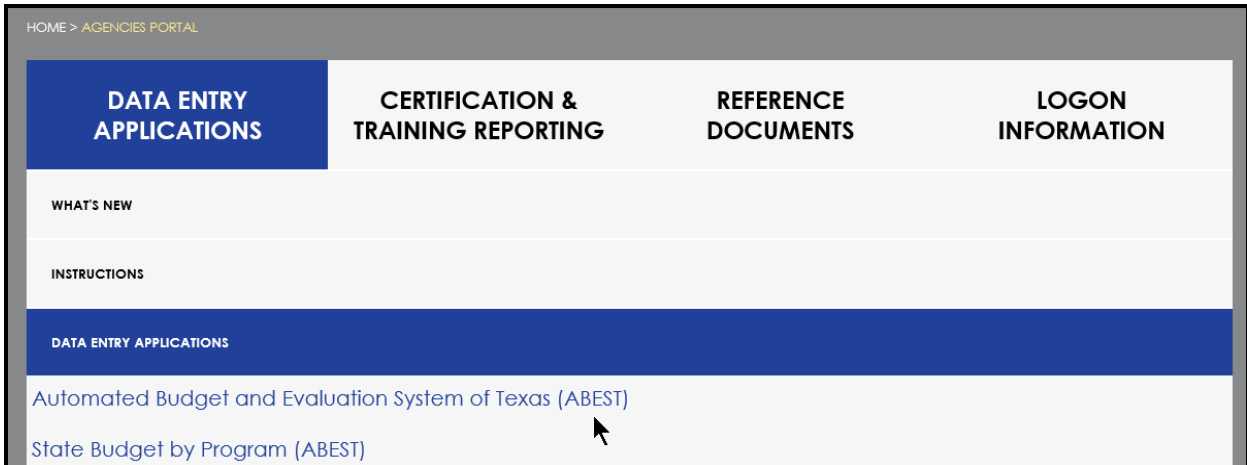 HOME > AGENCIES PORTAL
DATA ENTRY
APPLICATIONS
CERTIFICATION &
TRAINING REPORTING
REFERENCE
DOCUMENTS
LOGON
INFORMATION
WHAT'S NEW
INSTRUCTIONS
DATA ENTRY APPLICATIONS
Automated Budget and Evaluation System of Texas (ABEST)
State Budget by Program (ABEST)